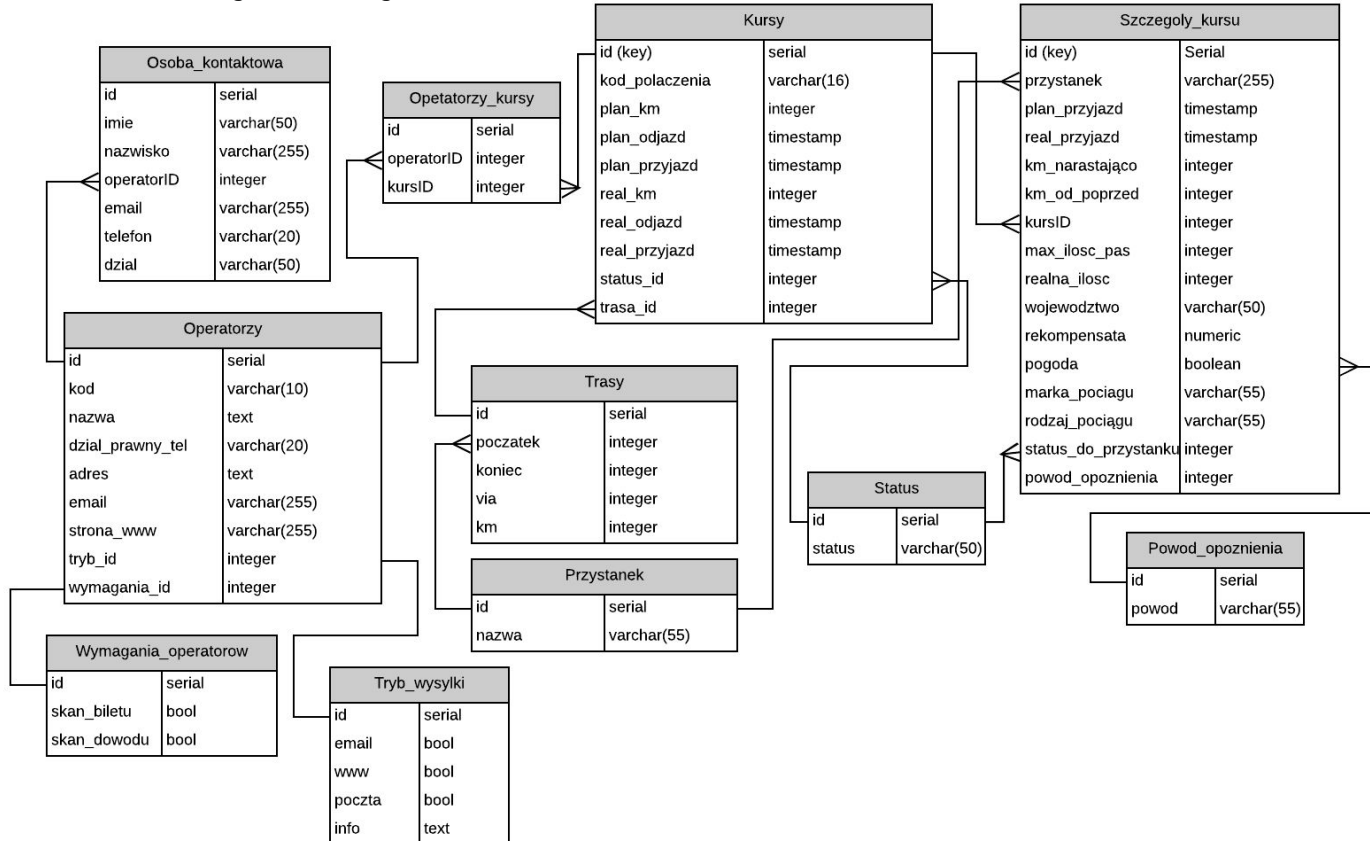 Osoba_kontaktowa
id serial
imie varchar(50)
nazwisko varchar(255)
operatorID integer
email varchar(255)
telefon varchar(20)
dzial varchar(50)
Opetatorzy_kursy
id serial
operatorID integer
kursID integer
Kursy
id (key) serial
kod_polaczenia varchar(16)
plan_km integer
plan_odjazd timestamp
plan_przyjazd timestamp
real_km integer
real_odjazd timestamp
real_przyjazd timestamp
status_id integer
trasa_id integer
Szczegoly_kursu
id (key) Serial
przystanek varchar(255)
plan_przyjazd timestamp
real_przyjazd timestamp
km_narastająco integer
km_od_poprzed integer
kursID integer
max_ilosc_pas integer
realna_ilosc integer
wojewodztwo varchar(50)
rekompensata numeric
pogoda boolean
marka_pociagu varchar(55)
rodzaj_pociągu varchar(55)
status_do_przystanku integer
powod_opoznienia integer
Operatorzy
id serial
kod varchar(10)
nazwa text
dzial_prawny_tel varchar(20)
adres text
email varchar(255)
strona_www varchar(255)
tryb_id integer
wymagania_id integer
Trasy
id serial
poczatek integer
koniec integer
via integer
km integer
Status
id serial
status varchar(50)
Powod_opoznienia
id serial
powod varchar(55)
Przystanek
id serial
nazwa varchar(55)
Wymagania_operatorow
id serial
skan_biletu bool
skan_dowodu bool
Tryb_wysylki
id serial
email bool
www bool
poczta bool
info text